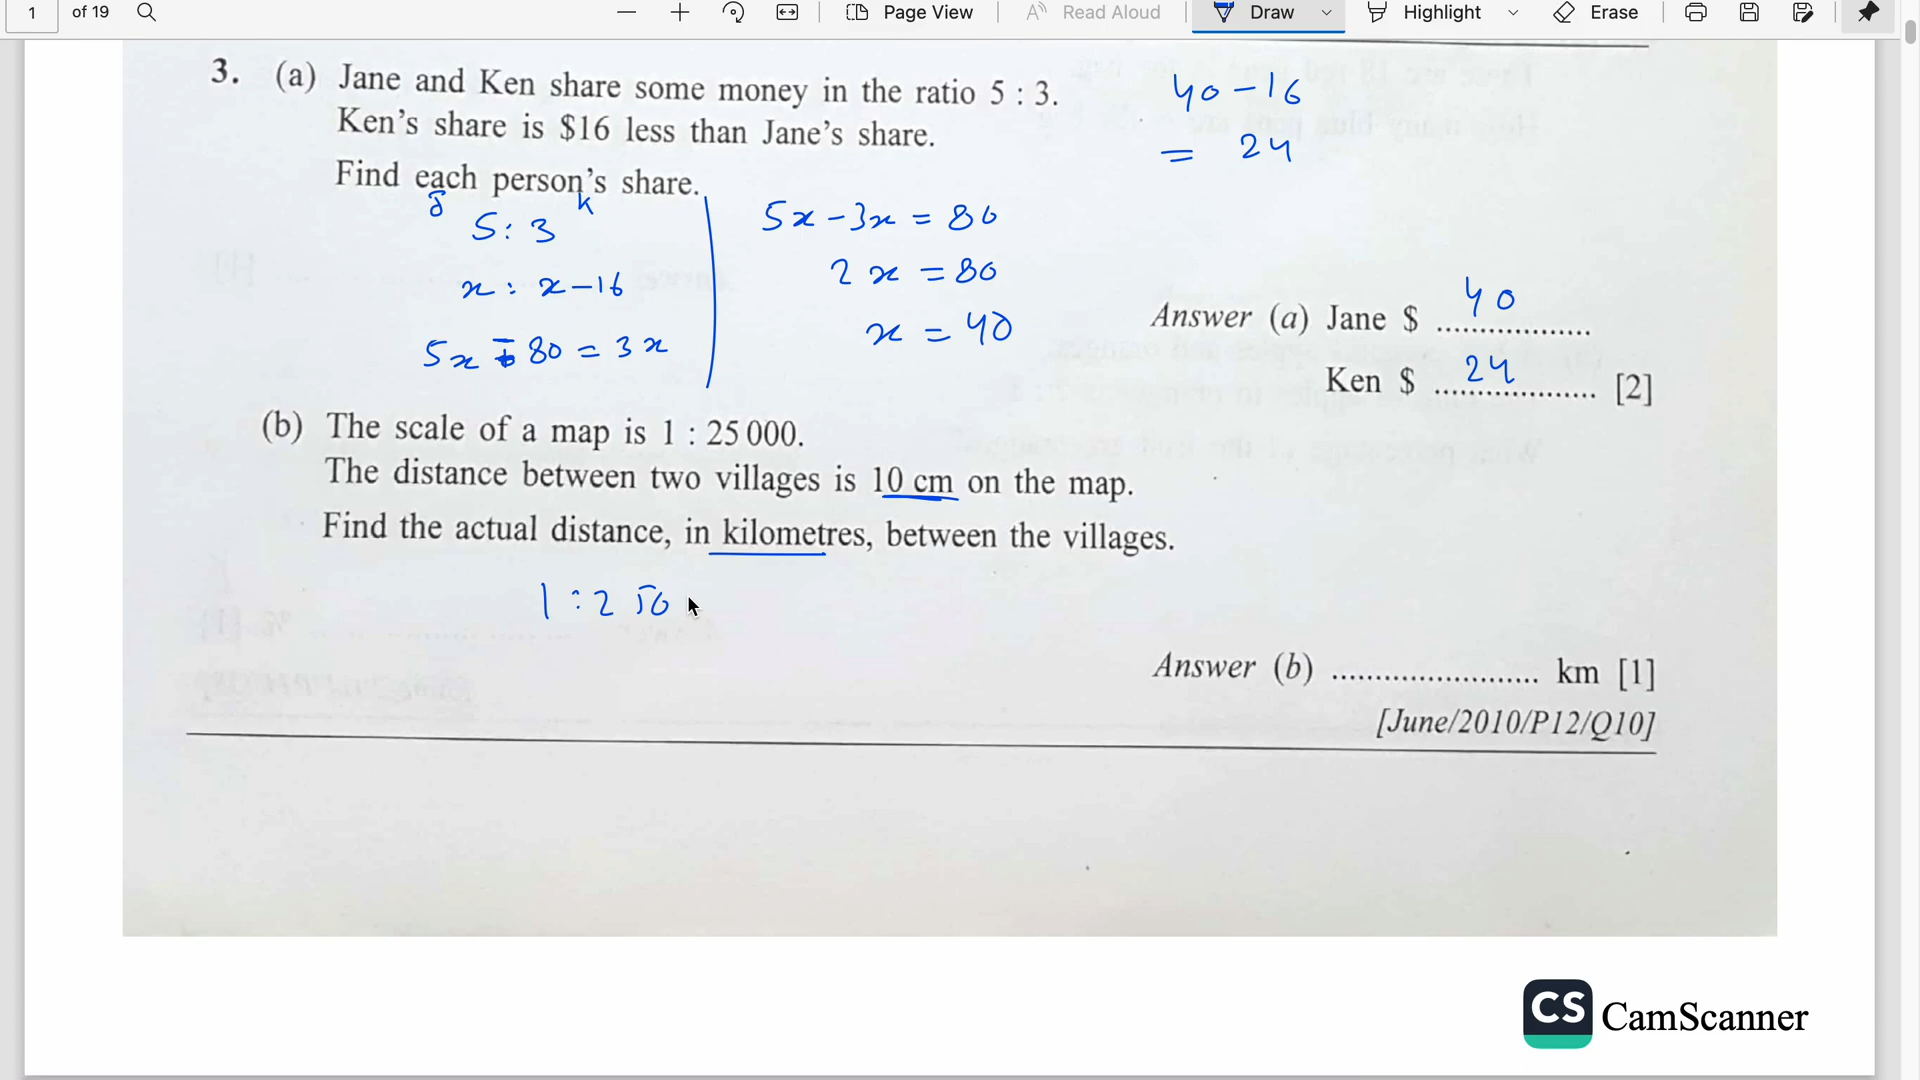 1 of 19 Page View Read Aloud Draw Highlight Erase
3. (a) Jane and Ken share some money in the ratio 5 : 3.
Ken's share is $16 less than Jane's share.
Find each person's share.
40 - 16
= 24
J K
5 : 3
x : x - 16
5x - 80 = 3x
5x - 3x = 80
2x = 80
x = 40
Answer (a) Jane $ 40
Ken $ 24 [2]
(b) The scale of a map is 1 : 25 000.
The distance between two villages is 10 cm on the map.
Find the actual distance, in kilometres, between the villages.
1 : 250
Answer (b) ...................... km [1]
[June/2010/P12/Q10]
CS CamScanner